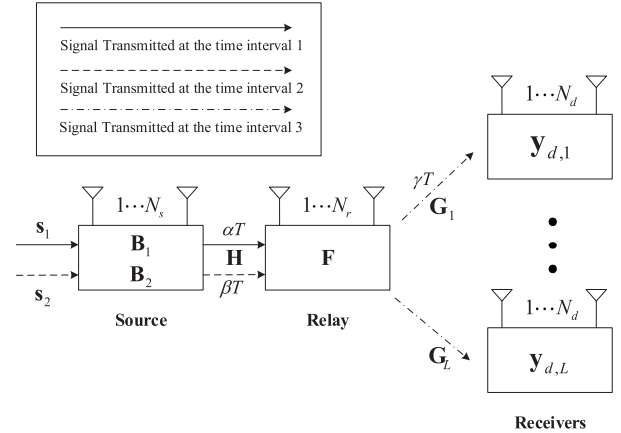 Signal Transmitted at the time interval 1
Signal Transmitted at the time interval 2
Signal Transmitted at the time interval 3
1⋯N_d
y_{d,1}
γT
G_1
1⋯N_s
1⋯N_r
s_1
B_1
αT
H
F
s_2
B_2
βT
Source
Relay
1⋯N_d
G_L
y_{d,L}
Receivers